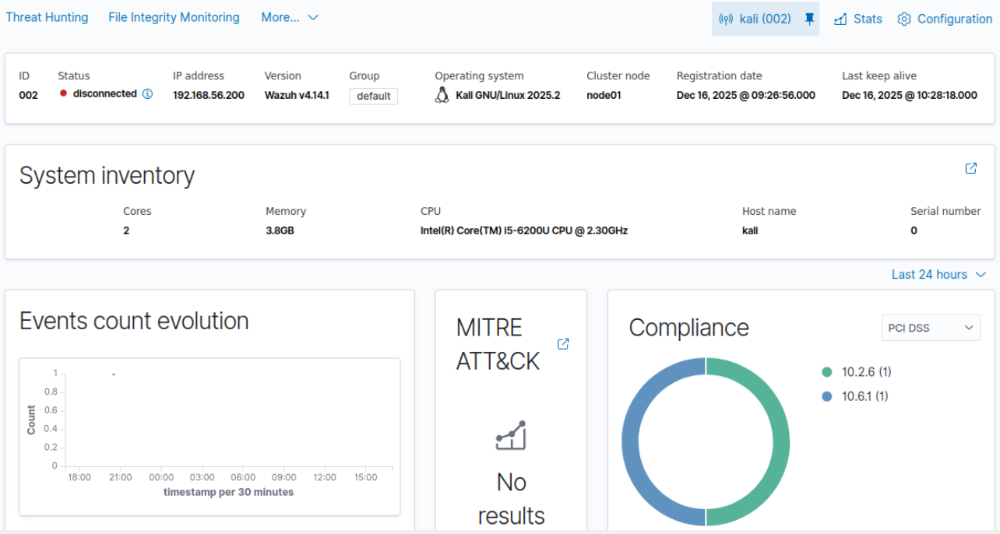 Threat Hunting File Integrity Monitoring More... kali (002) Stats Configuration
ID Status IP address Version Group Operating system Cluster node Registration date Last keep alive
002 disconnected 192.168.56.200 Wazuh v4.14.1 default Kali GNU/Linux 2025.2 node01 Dec 16, 2025 @ 09:26:56.000 Dec 16, 2025 @ 10:28:18.000
System inventory
Cores Memory CPU Host name Serial number
2 3.8GB Intel(R) Core(TM) i5-6200U CPU @ 2.30GHz kali 0
Last 24 hours
Events count evolution
1
0.8
0.6
0.4
0.2
0
Count
18:00 21:00 00:00 03:00 06:00 09:00 12:00 15:00
timestamp per 30 minutes
MITRE
ATT&CK
No
results
Compliance
PCI DSS
10.2.6 (1)
10.6.1 (1)